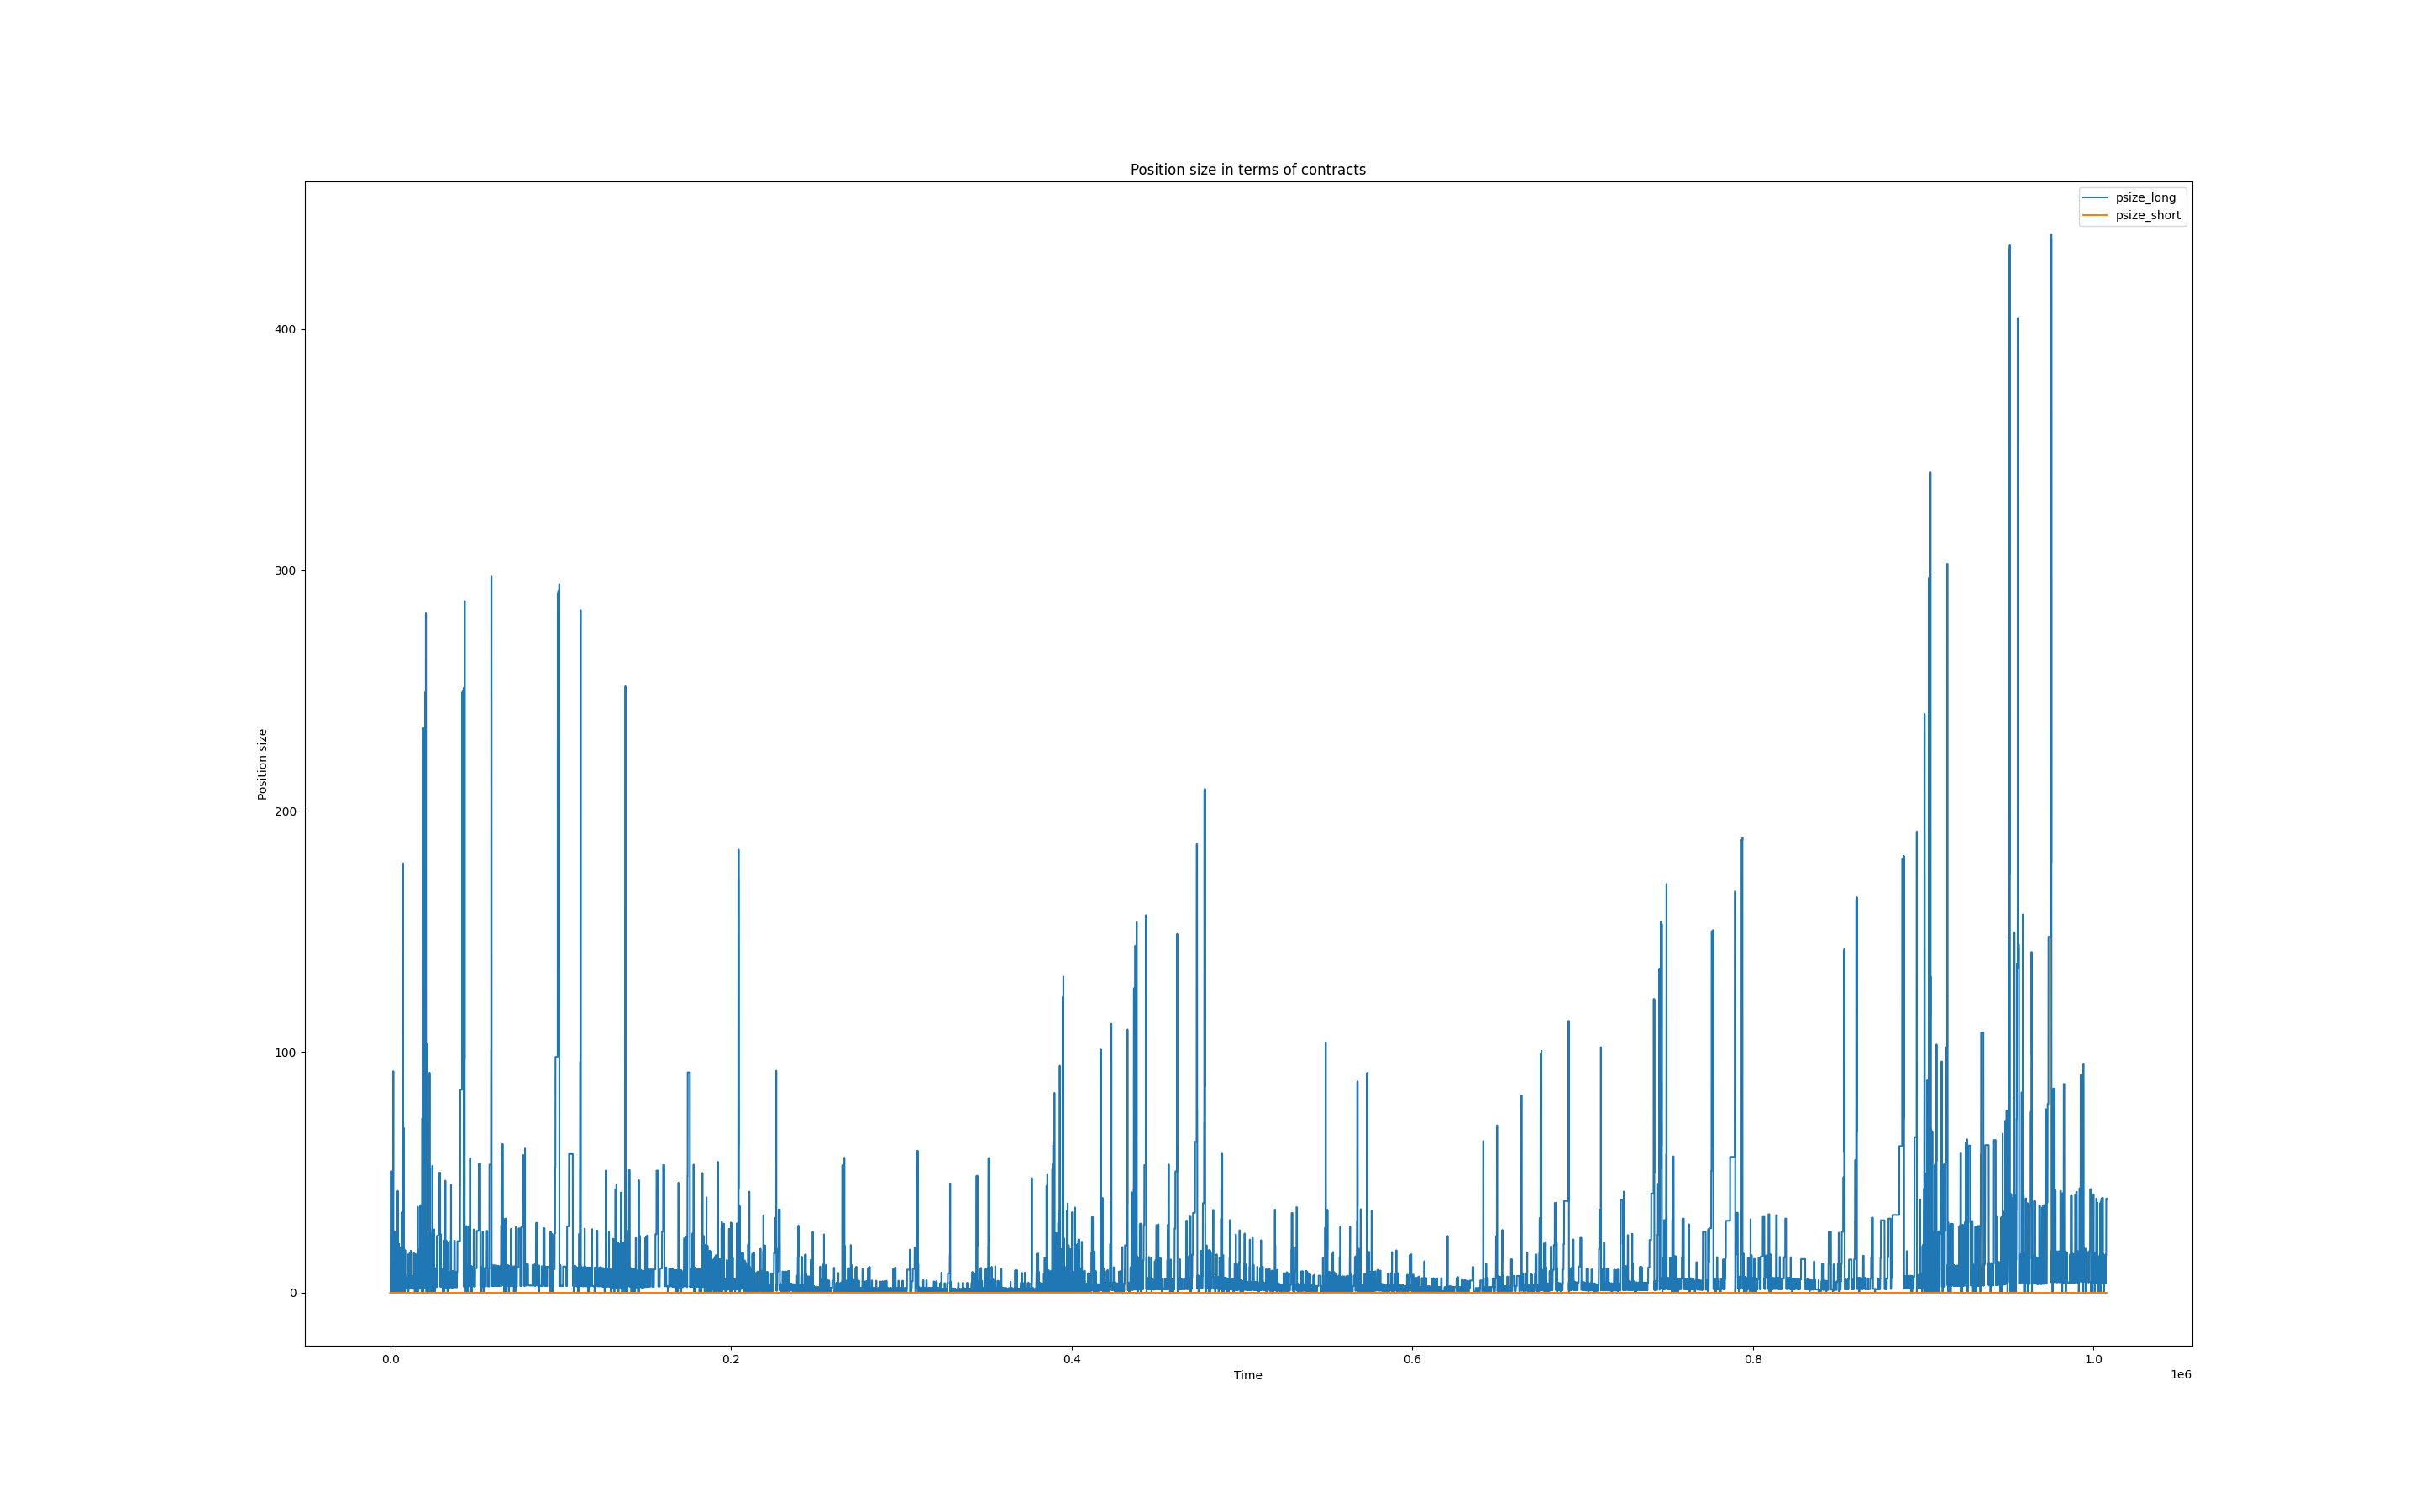 Position size in terms of contracts
psize_long
psize_short
400
300
200
100
0
Position size
0.0 0.2 0.4 0.6 0.8 1.0
Time
1e6